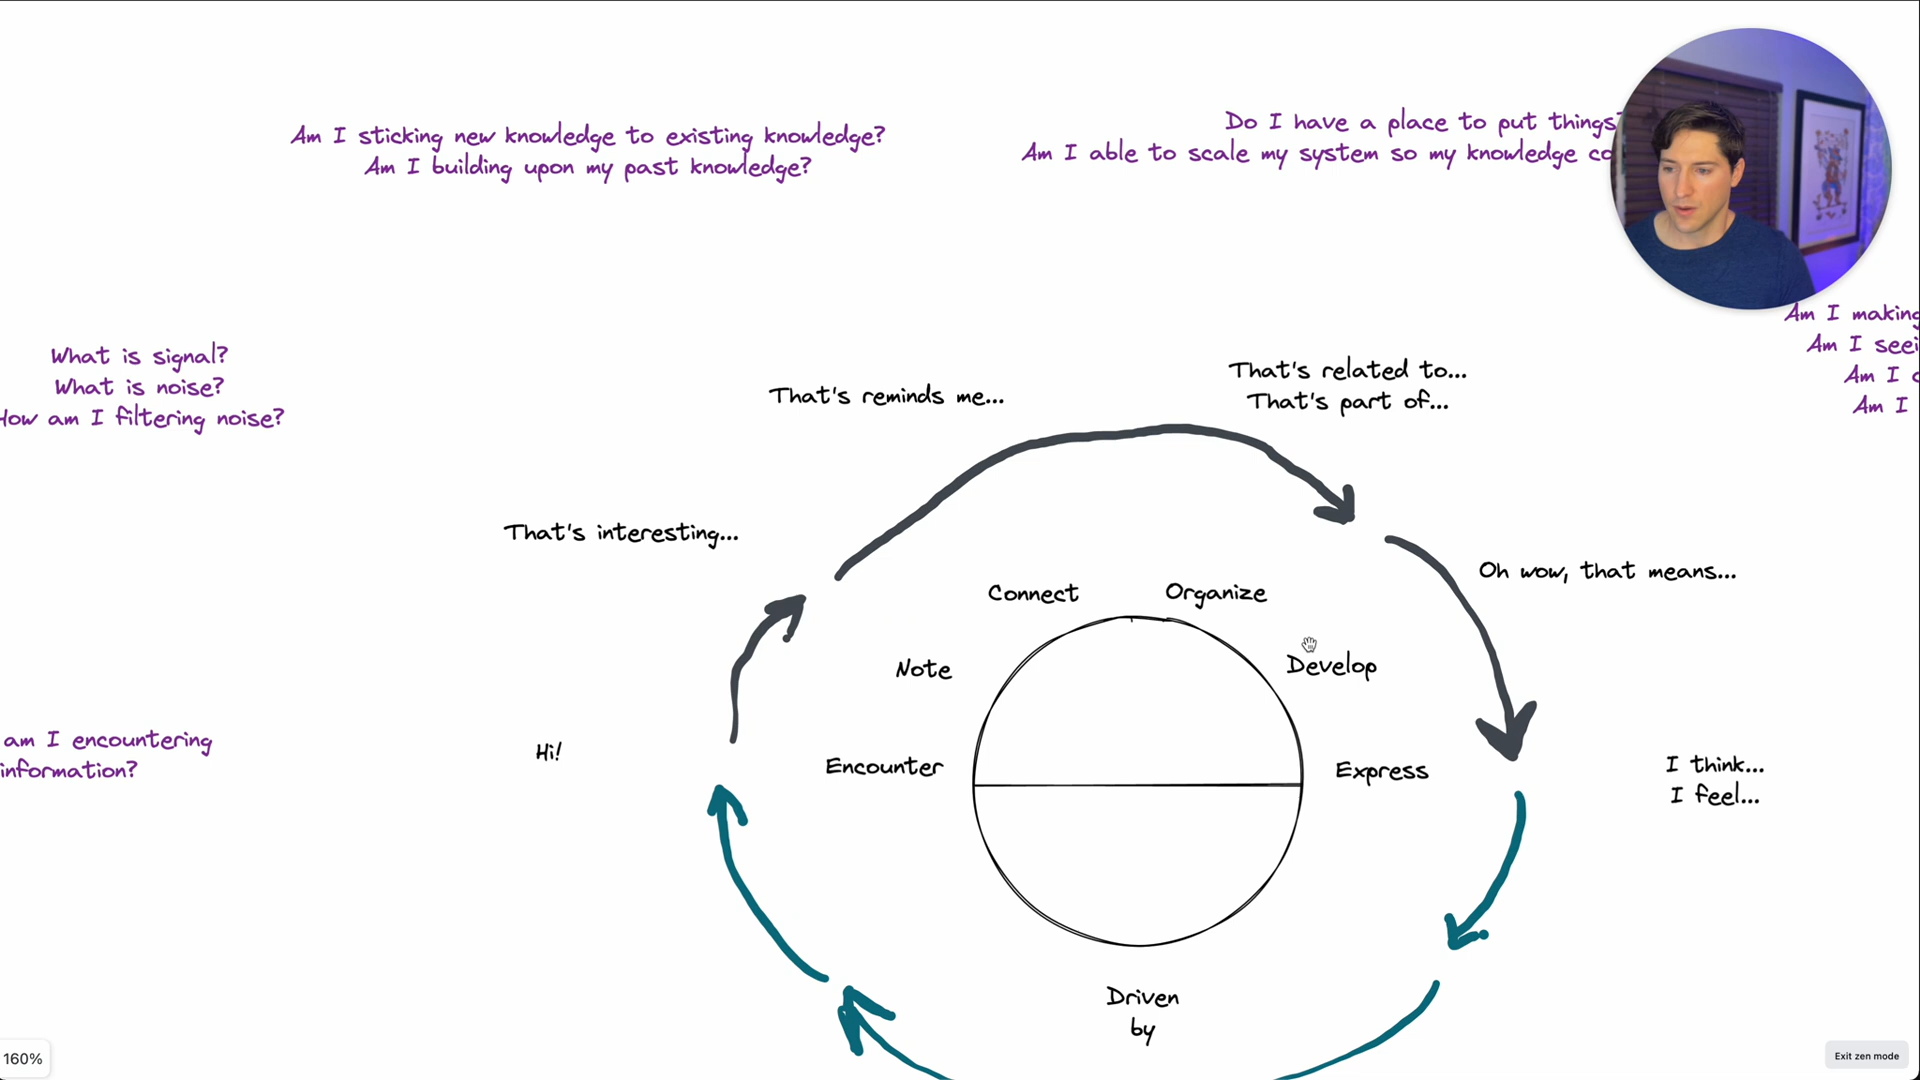 Am I sticking new knowledge to existing knowledge?
Am I building upon my past knowledge?
Do I have a place to put things?
Am I able to scale my system so my knowledge co
Am I making
Am I seei
Am I
Am I
What is signal?
What is noise?
How am I filtering noise?
That's reminds me...
That's related to...
That's part of...
That's interesting...
Oh wow, that means...
Connect
Organize
Note
Develop
am I encountering
information?
Hi!
Encounter
Express
I think...
I feel...
Driven
by
160%
Exit zen mode